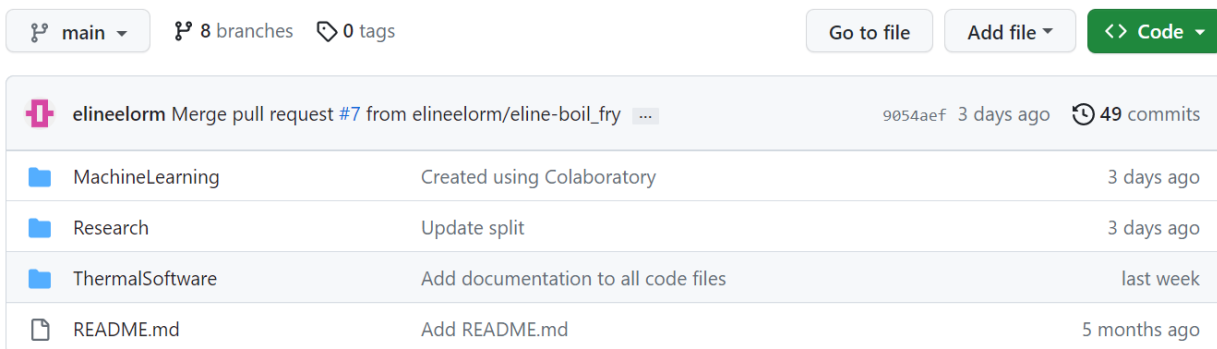 main 8 branches 0 tags Go to file Add file <> Code
elineelorm Merge pull request #7 from elineelorm/eline-boil_fry ... 9054aef 3 days ago 49 commits
MachineLearning Created using Colaboratory 3 days ago
Research Update split 3 days ago
ThermalSoftware Add documentation to all code files last week
README.md Add README.md 5 months ago